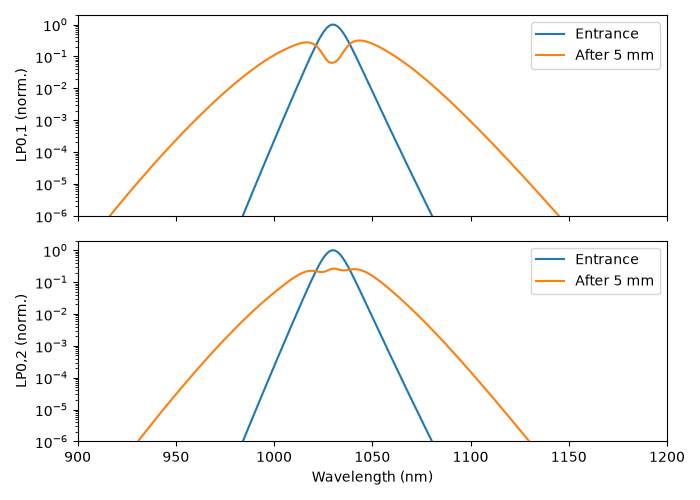 10⁰
10⁻¹
10⁻²
10⁻³
10⁻⁴
10⁻⁵
10⁻⁶
LP0,1 (norm.)
Entrance
After 5 mm
10⁰
10⁻¹
10⁻²
10⁻³
10⁻⁴
10⁻⁵
10⁻⁶
LP0,2 (norm.)
Entrance
After 5 mm
900 950 1000 1050 1100 1150 1200
Wavelength (nm)